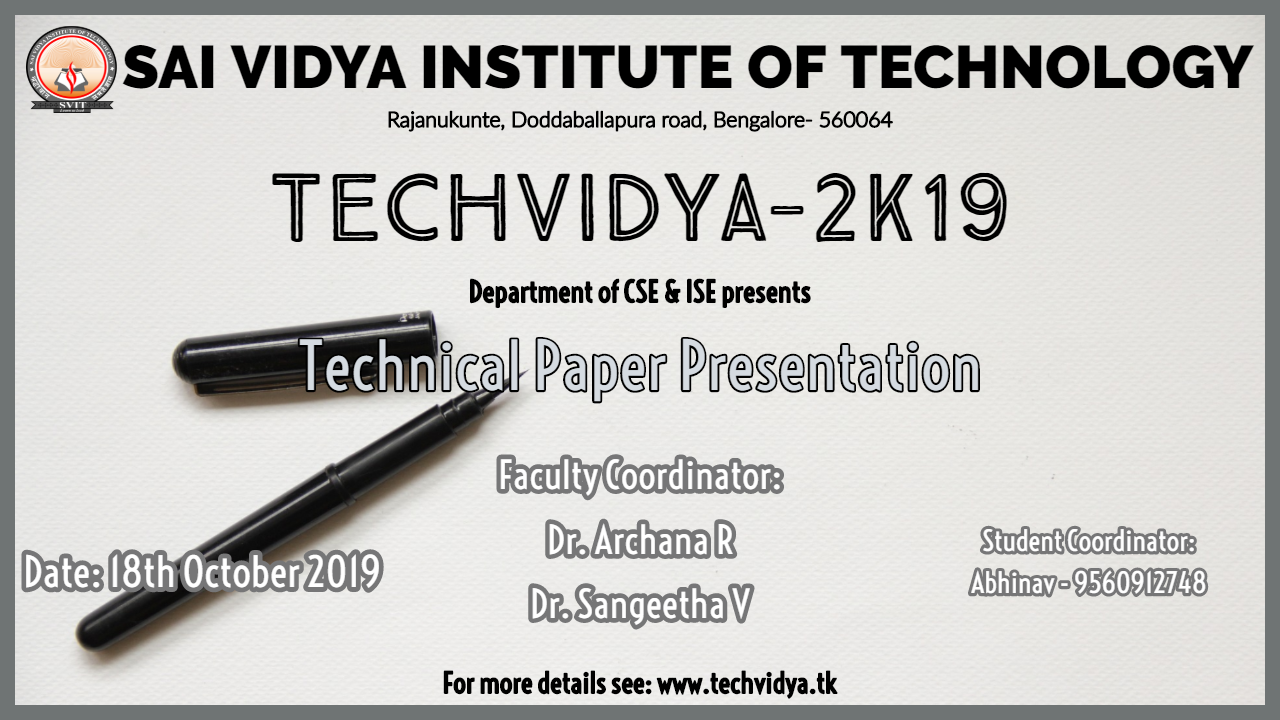 SAI VIDYA INSTITUTE OF TECHNOLOGY
SVIT
Rajanukunte, Doddaballapura road, Bengalore- 560064
TECHVIDYA-2K19
Department of CSE & ISE presents
Technical Paper Presentation
Faculty Coordinator:
Dr. Archana R
Dr. Sangeetha V
Date: 18th October 2019
Student Coordinator:
Abhinav - 9560912748
For more details see: www.techvidya.tk